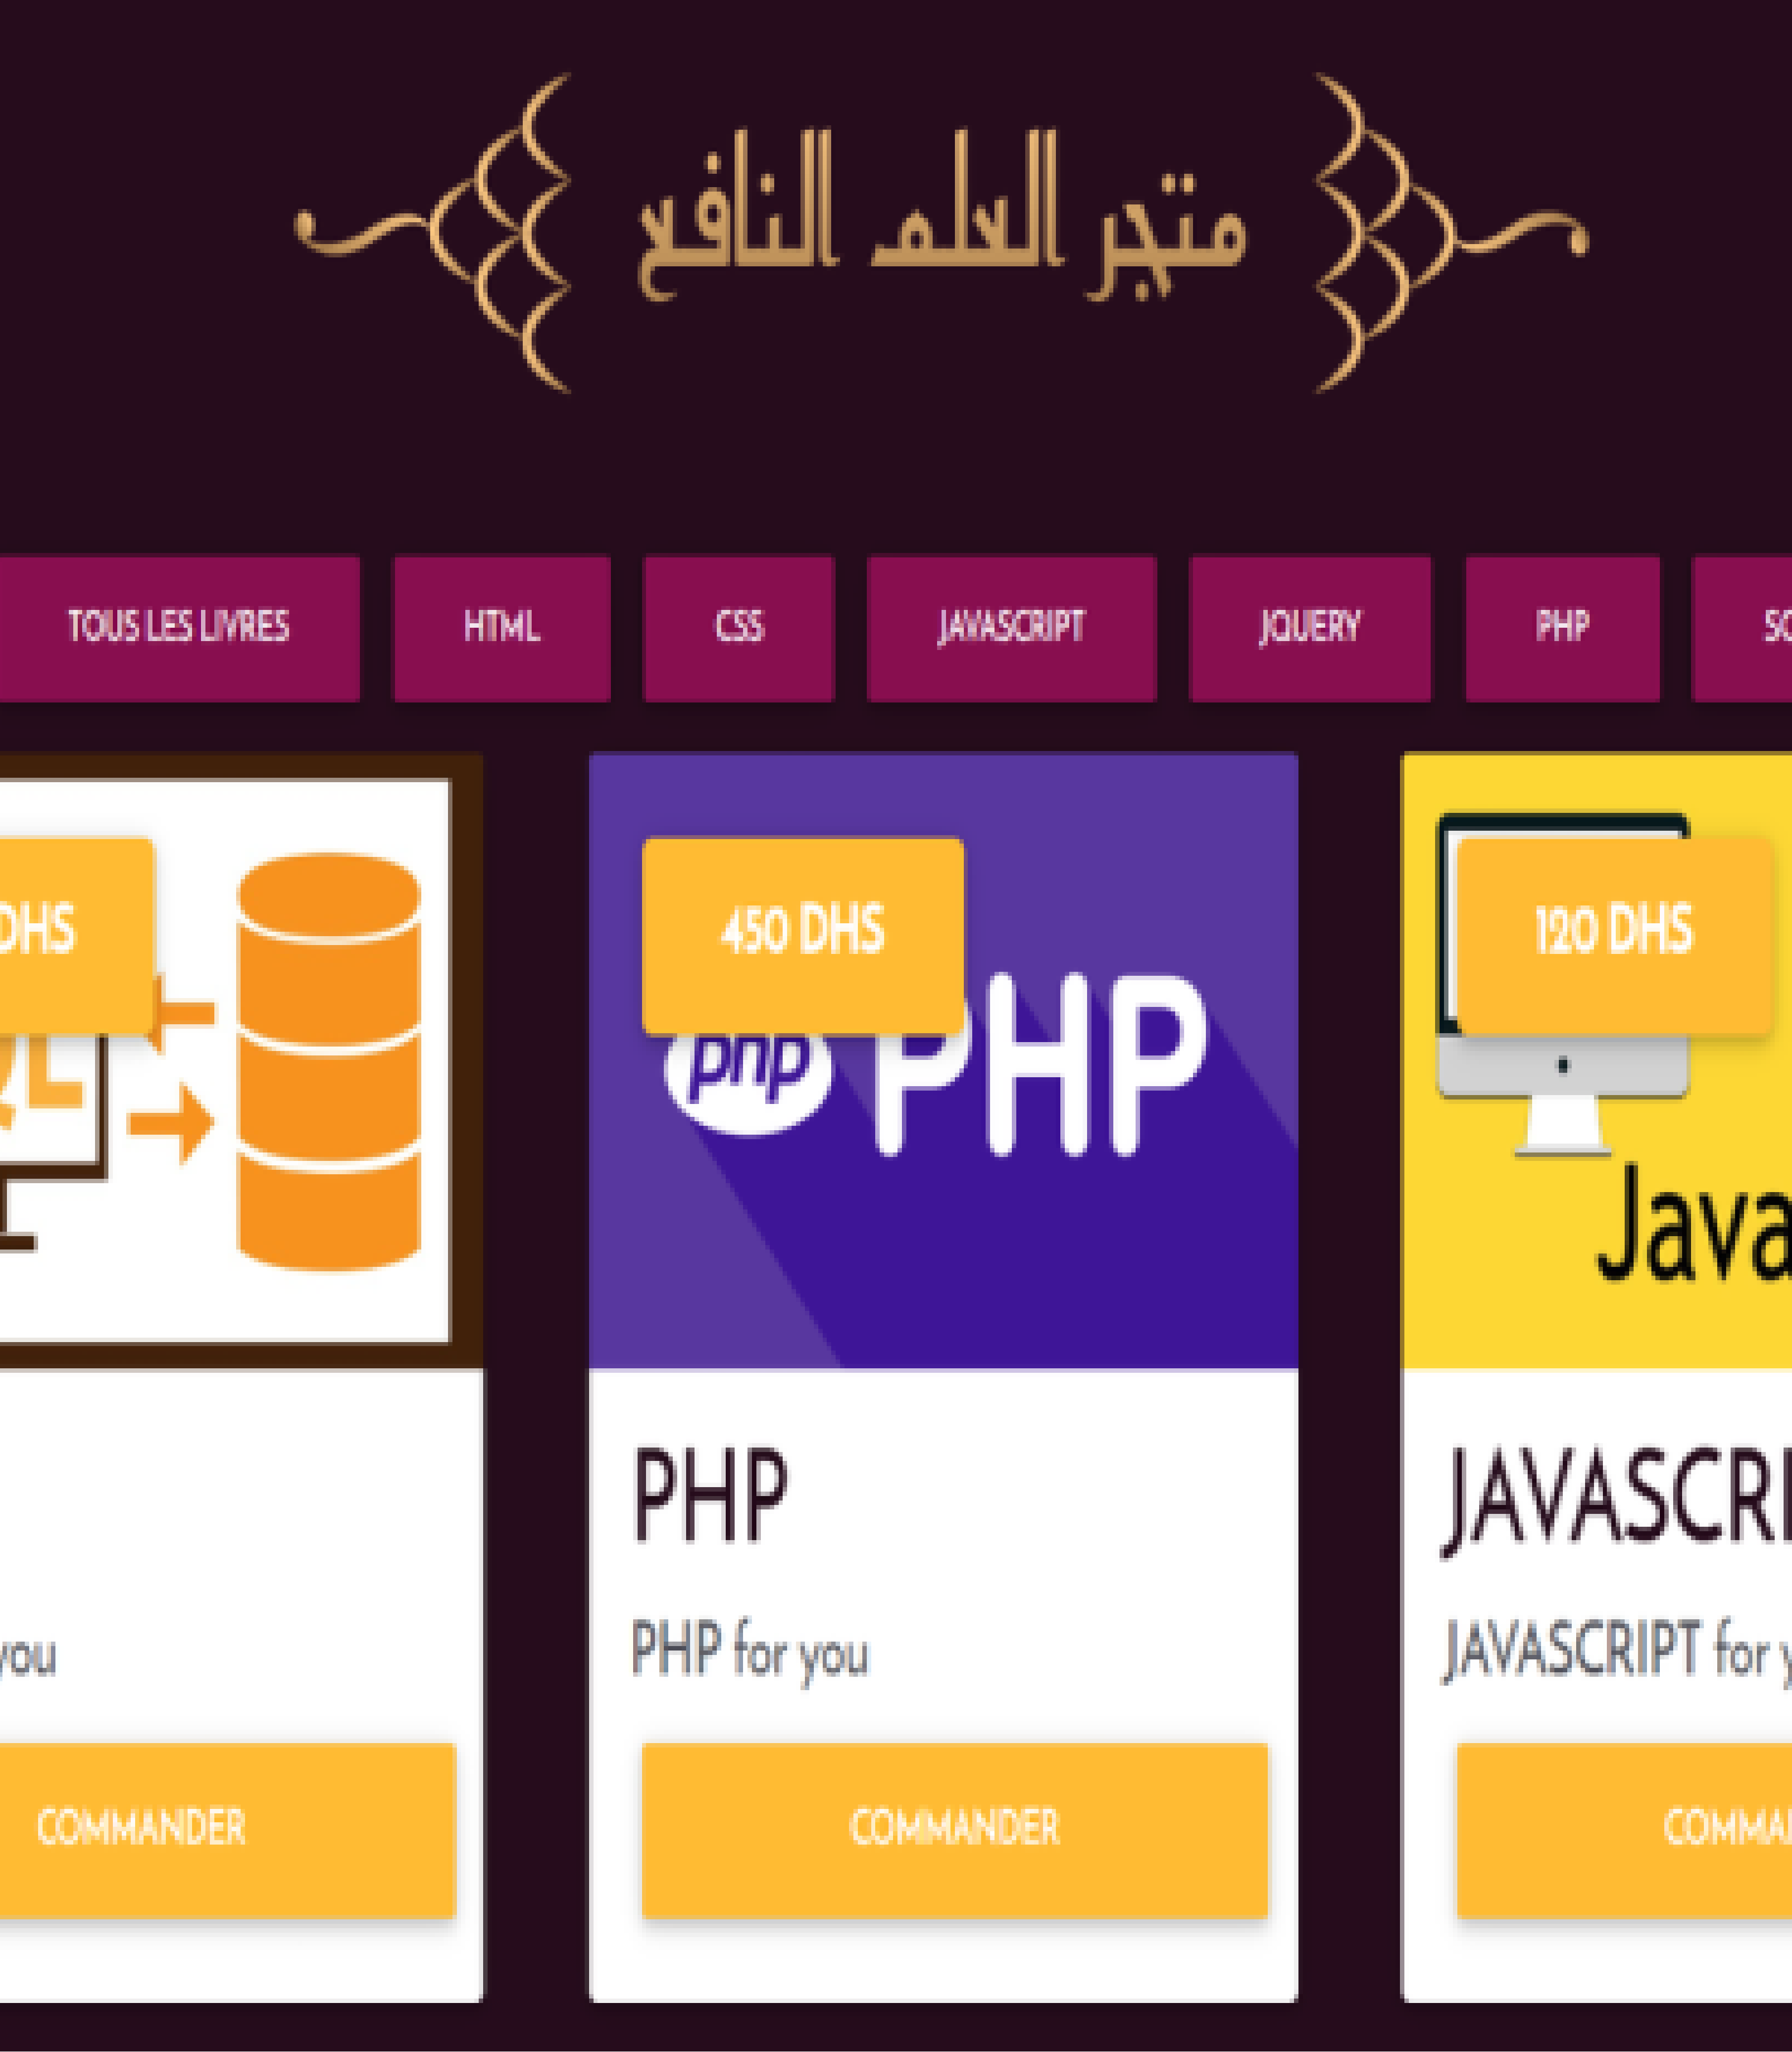 متجر العلم النافع
TOUS LES LIVRES
HTML
CSS
JAVASCRIPT
JQUERY
PHP
DHS
450 DHS
PHP
120 DHS
Java
PHP
JAVASCRI
you
PHP for you
JAVASCRIPT for y
COMMANDER
COMMANDER
COMMA